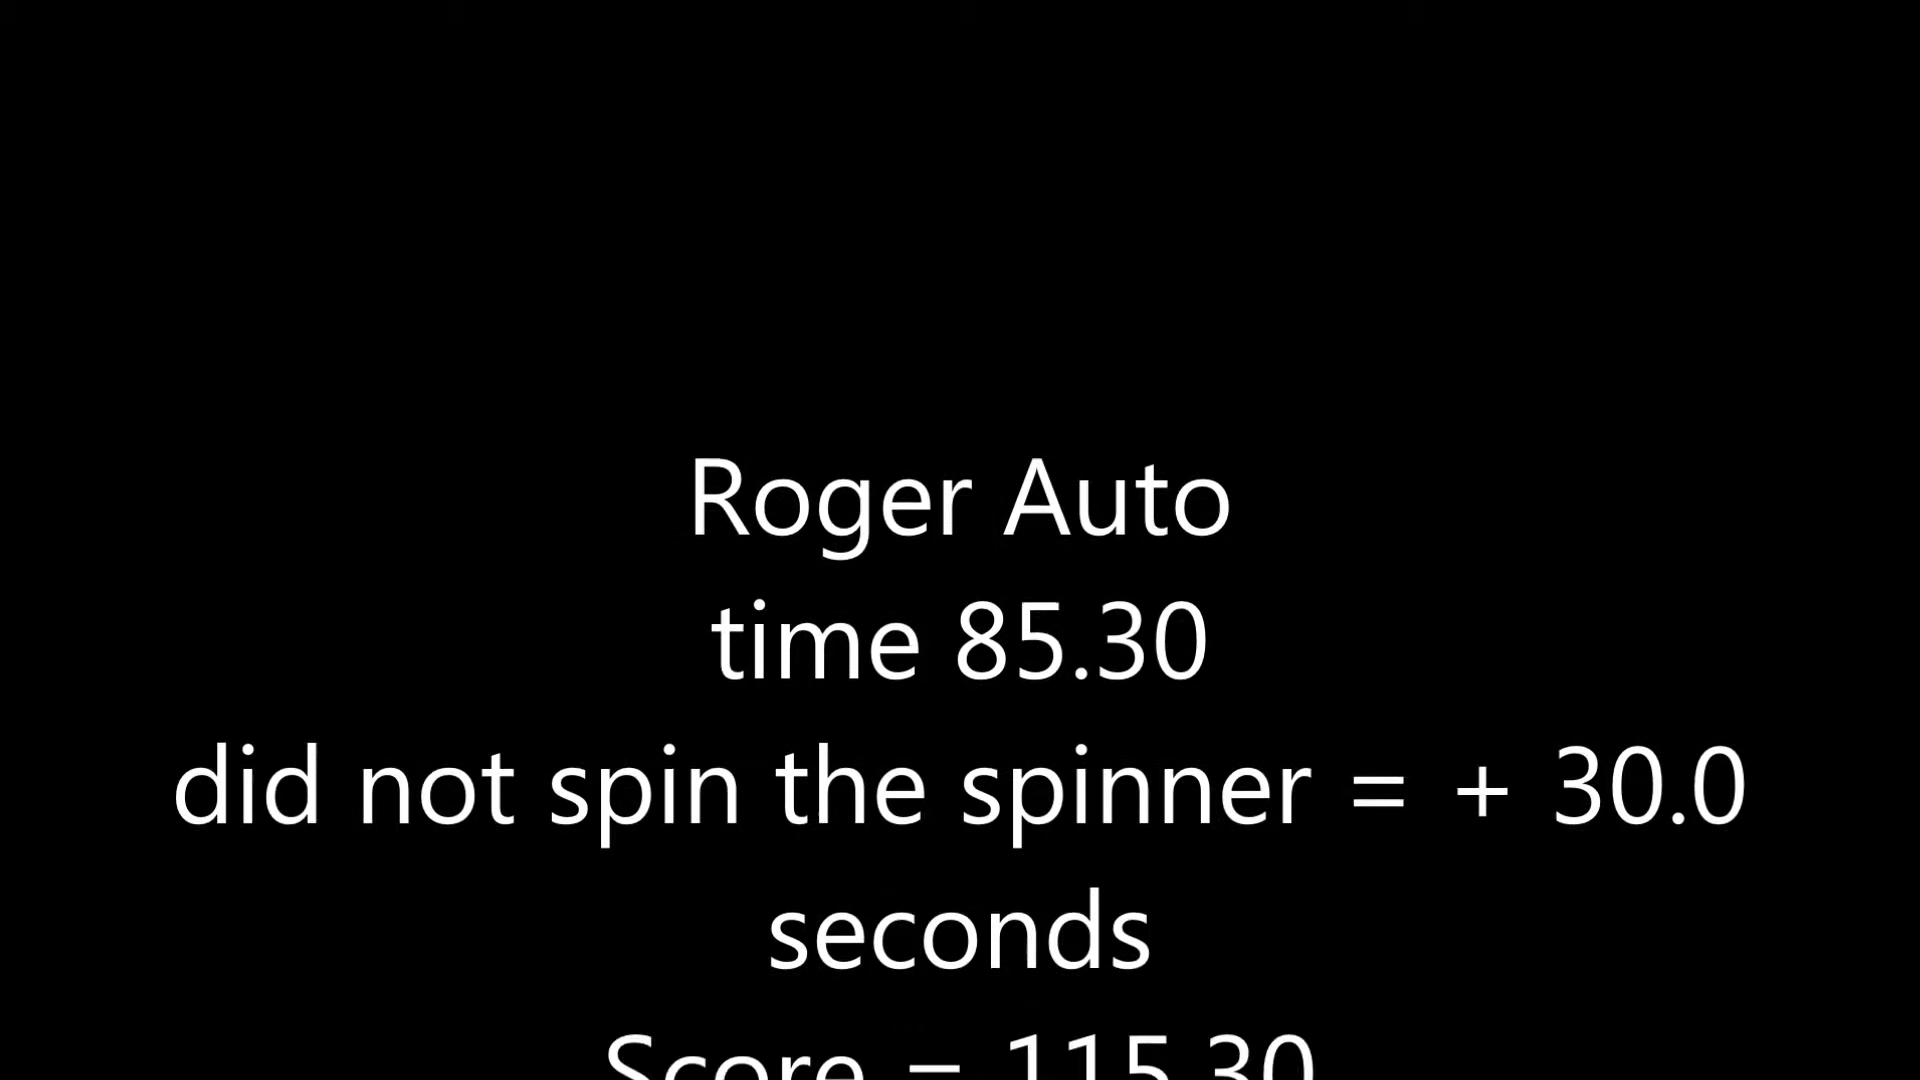 Roger Auto
time 85.30
did not spin the spinner = + 30.0
seconds
Score = 115.30